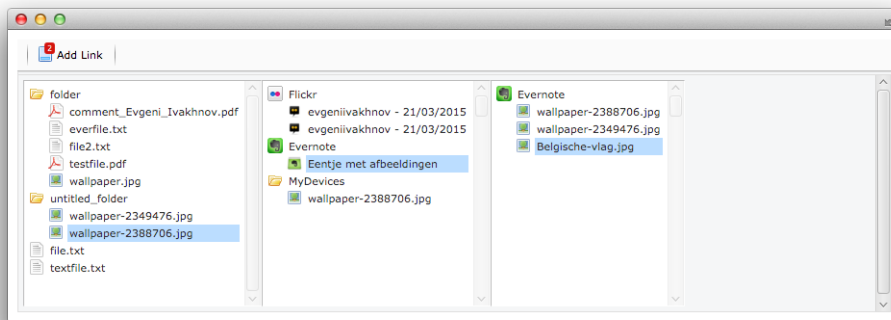 2
Add Link
folder
comment_Evgeni_Ivakhnov.pdf
everfile.txt
file2.txt
testfile.pdf
wallpaper.jpg
untitled_folder
wallpaper-2349476.jpg
wallpaper-2388706.jpg
file.txt
textfile.txt
Flickr
evgeniivakhnov - 21/03/2015
evgeniivakhnov - 21/03/2015
Evernote
Eentje met afbeeldingen
MyDevices
wallpaper-2388706.jpg
Evernote
wallpaper-2388706.jpg
wallpaper-2349476.jpg
Belgische-vlag.jpg